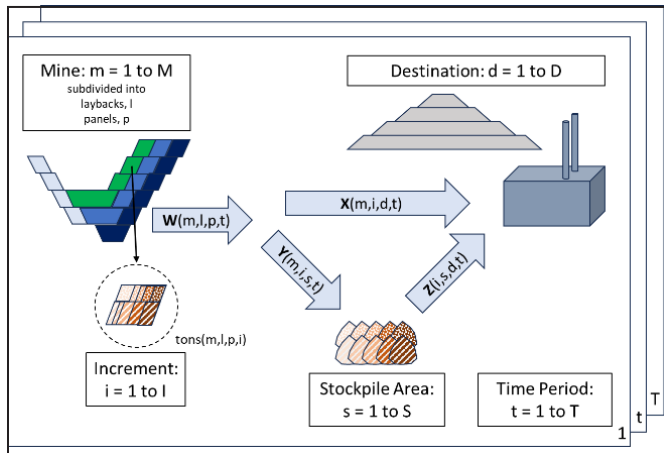 Mine: m = 1 to M
subdivided into
laybacks, l
panels, p
Destination: d = 1 to D
W(m,l,p,t)
X(m,i,d,t)
Y(m,i,s,t)
Z(i,s,d,t)
tons(m,l,p,i)
Increment:
i = 1 to I
Stockpile Area:
s = 1 to S
Time Period:
t = 1 to T
1
t
T